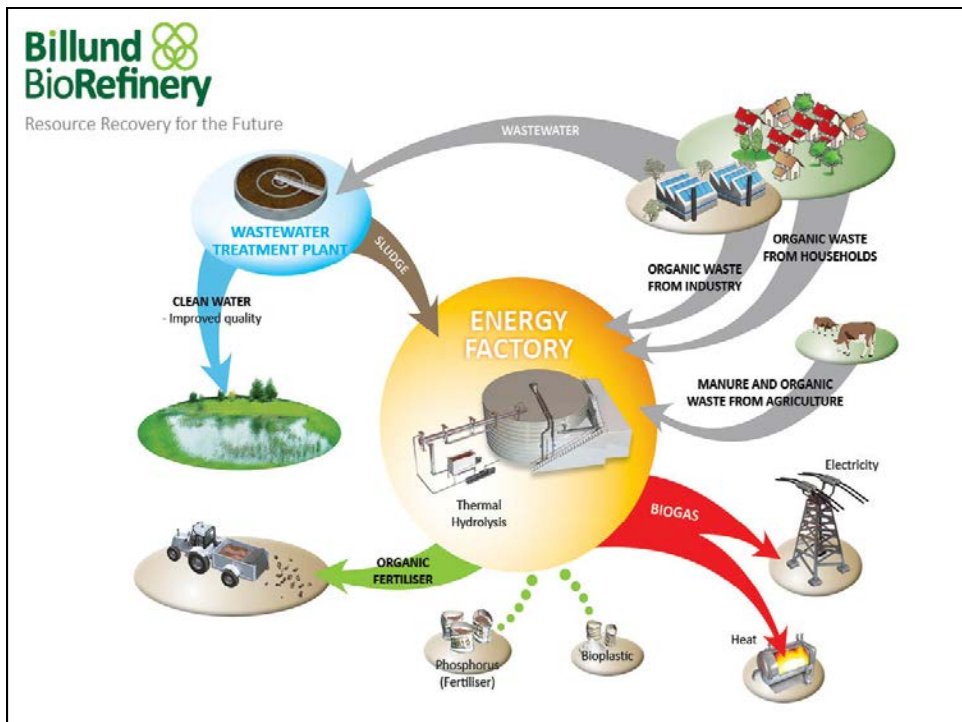 Billund
BioRefinery
Resource Recovery for the Future
WASTEWATER
WASTEWATER
TREATMENT PLANT
SLUDGE
ORGANIC WASTE
FROM HOUSEHOLDS
ORGANIC WASTE
FROM INDUSTRY
CLEAN WATER
- Improved quality
ENERGY
FACTORY
MANURE AND ORGANIC
WASTE FROM AGRICULTURE
Thermal
Hydrolysis
Electricity
BIOGAS
ORGANIC
FERTILISER
Phosphorus
(Fertiliser)
Bioplastic
Heat